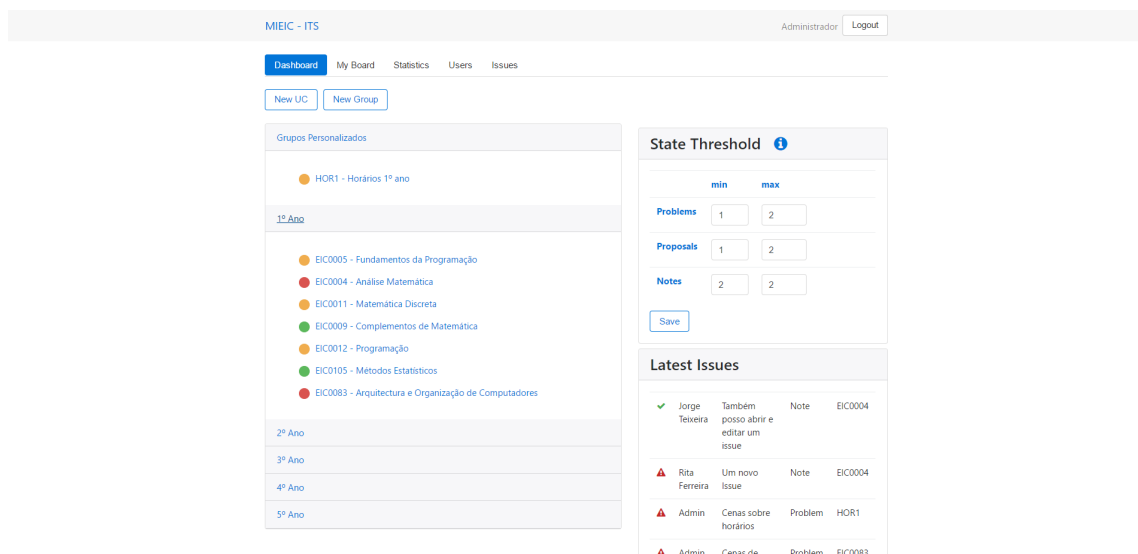 MIEIC - ITS
Administrador Logout
Dashboard My Board Statistics Users Issues
New UC New Group
Grupos Personalizados
HOR1 - Horários 1º ano
1º Ano
EIC0005 - Fundamentos da Programação
EIC0004 - Análise Matemática
EIC0011 - Matemática Discreta
EIC0009 - Complementos de Matemática
EIC0012 - Programação
EIC0105 - Métodos Estatísticos
EIC0083 - Arquitectura e Organização de Computadores
2º Ano
3º Ano
4º Ano
5º Ano
State Threshold
min max
Problems 1 2
Proposals 1 2
Notes 2 2
Save
Latest Issues
Jorge Também Note EIC0004
Teixeira posso abrir e
editar um
issue
Rita Um novo Note EIC0004
Ferreira Issue
Admin Cenas sobre Problem HOR1
horários
Admin Cenas de Problem EIC0083